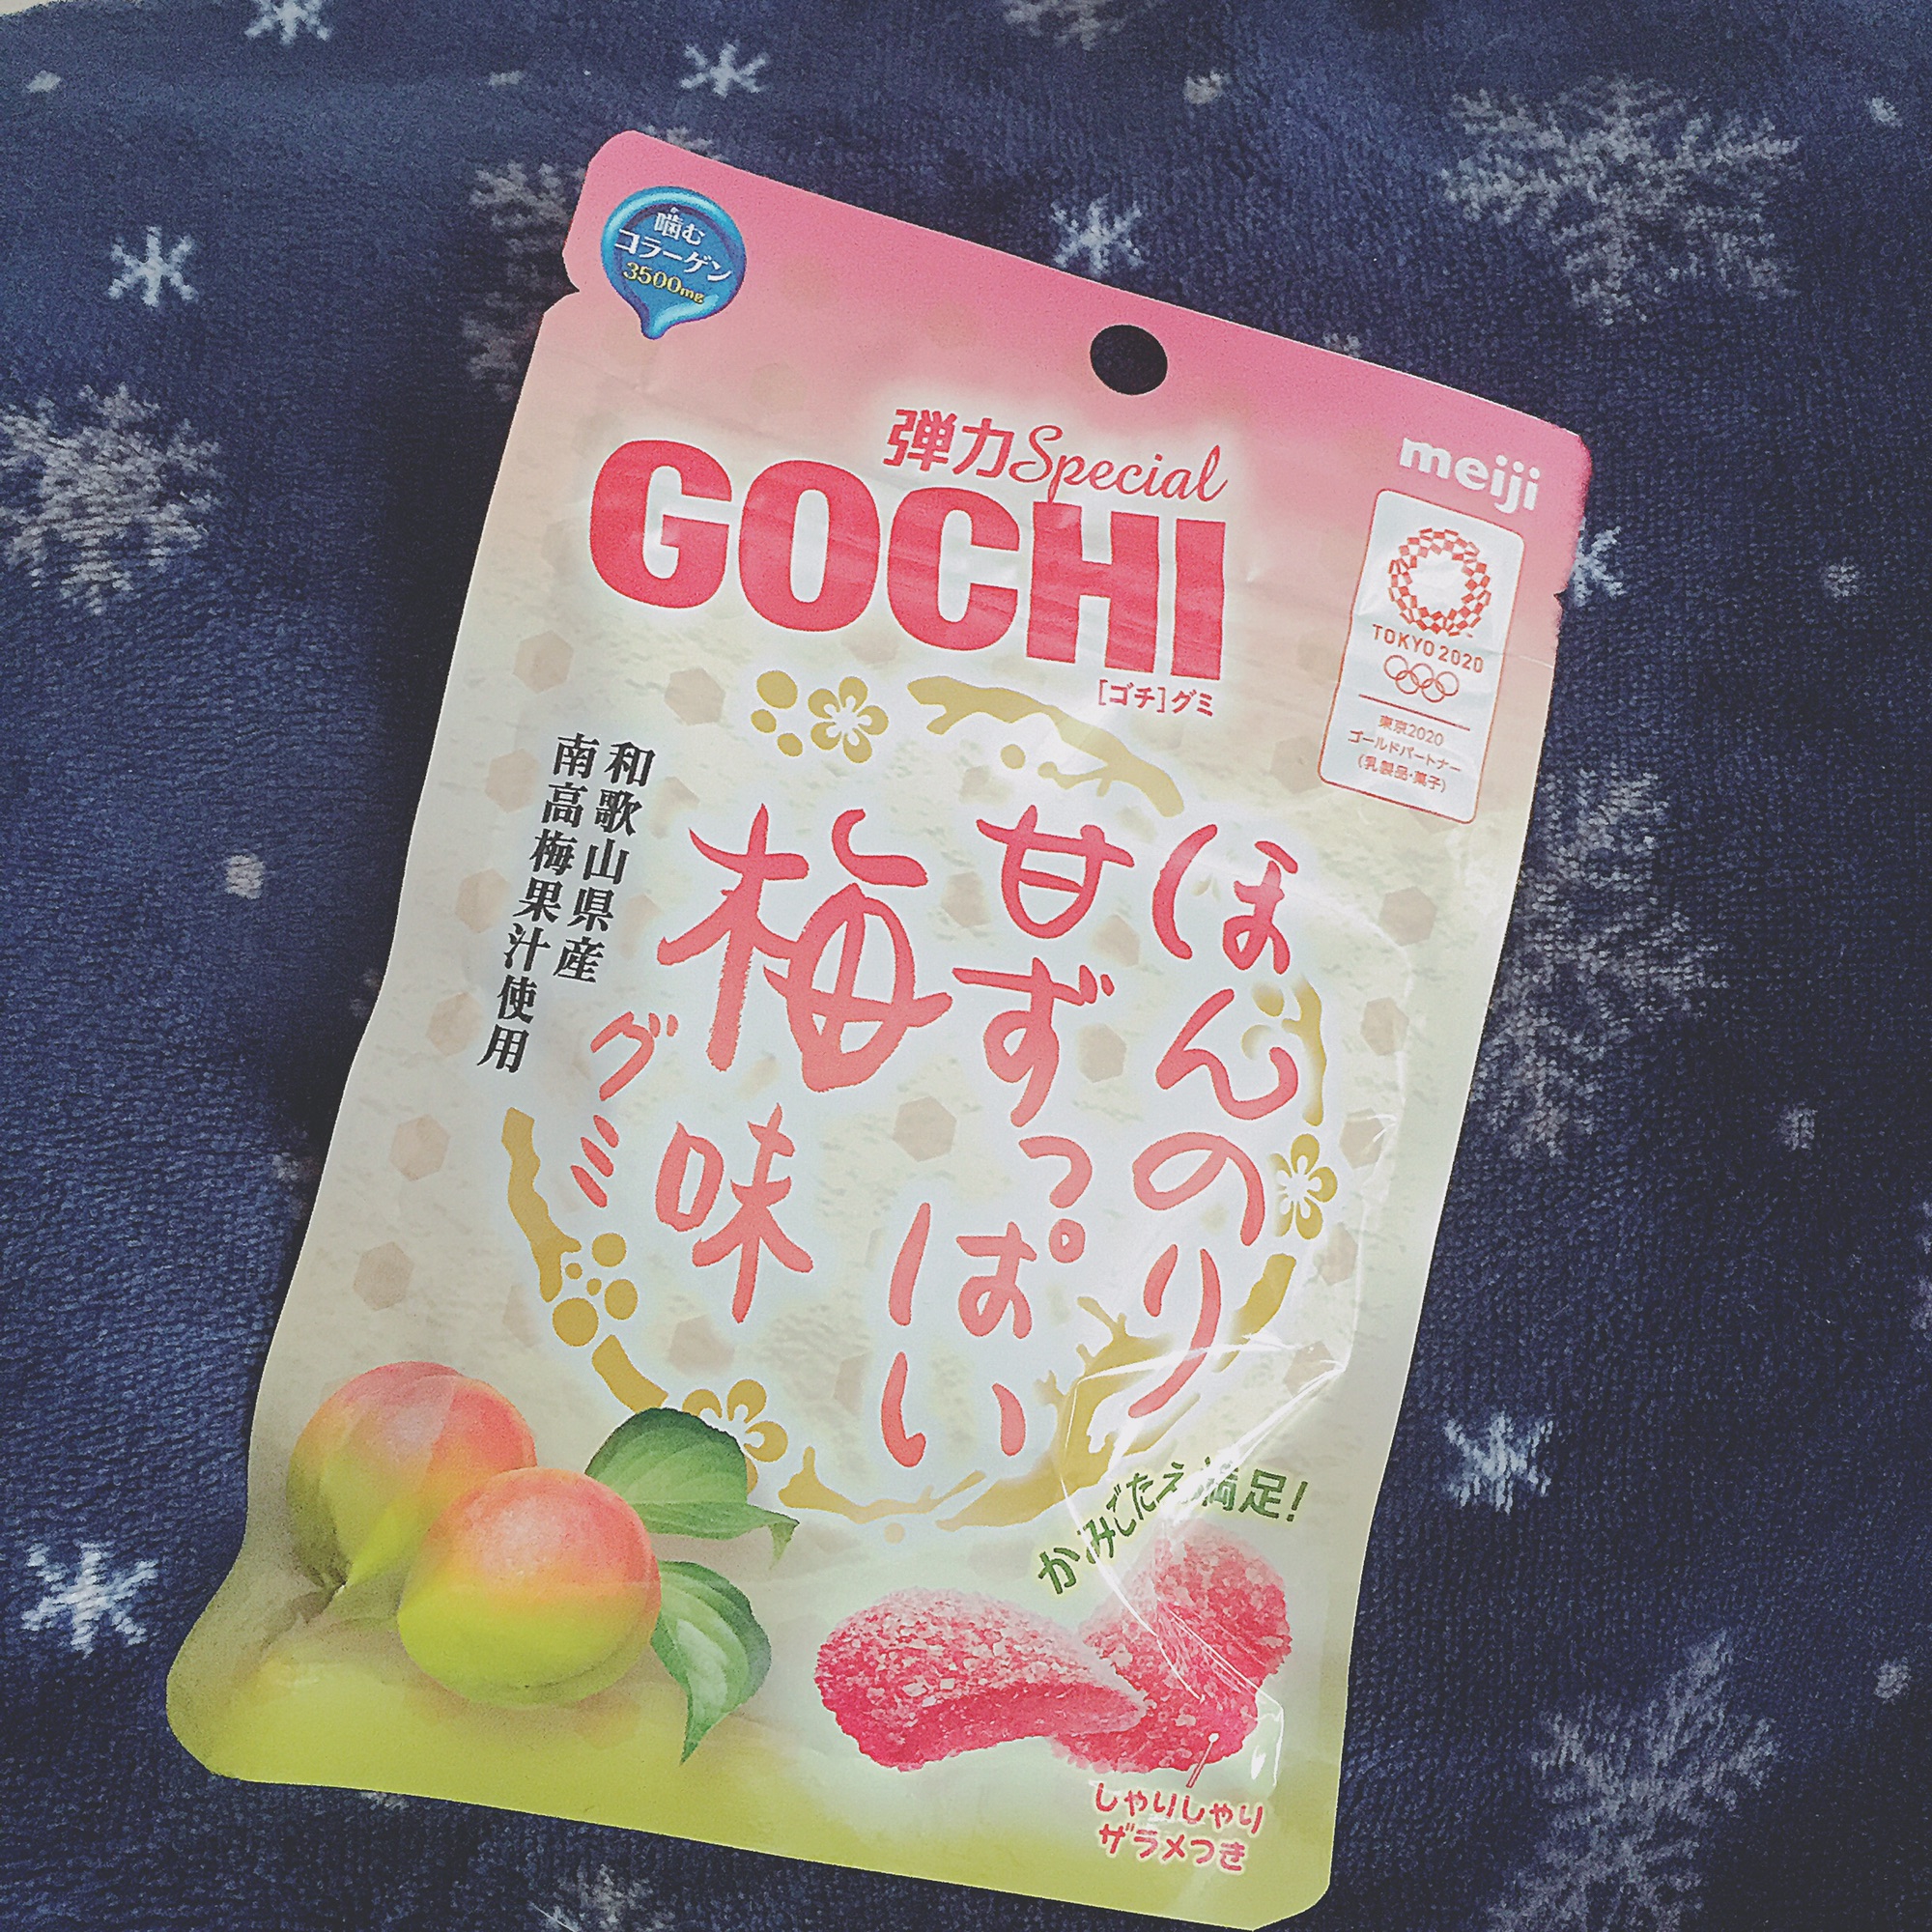 噛む
コラーゲン
3500mg
弾力Special
GOCHI
[ゴチ]グミ
meiji
TOKYO 2020
東京2020
ゴールドパートナー
(乳製品・菓子)
ほんのり
甘ずっぱい
梅味
グミ
和歌山県産
南高梅果汁使用
かみごたえ満足!
しゃりしゃり
ザラメつき